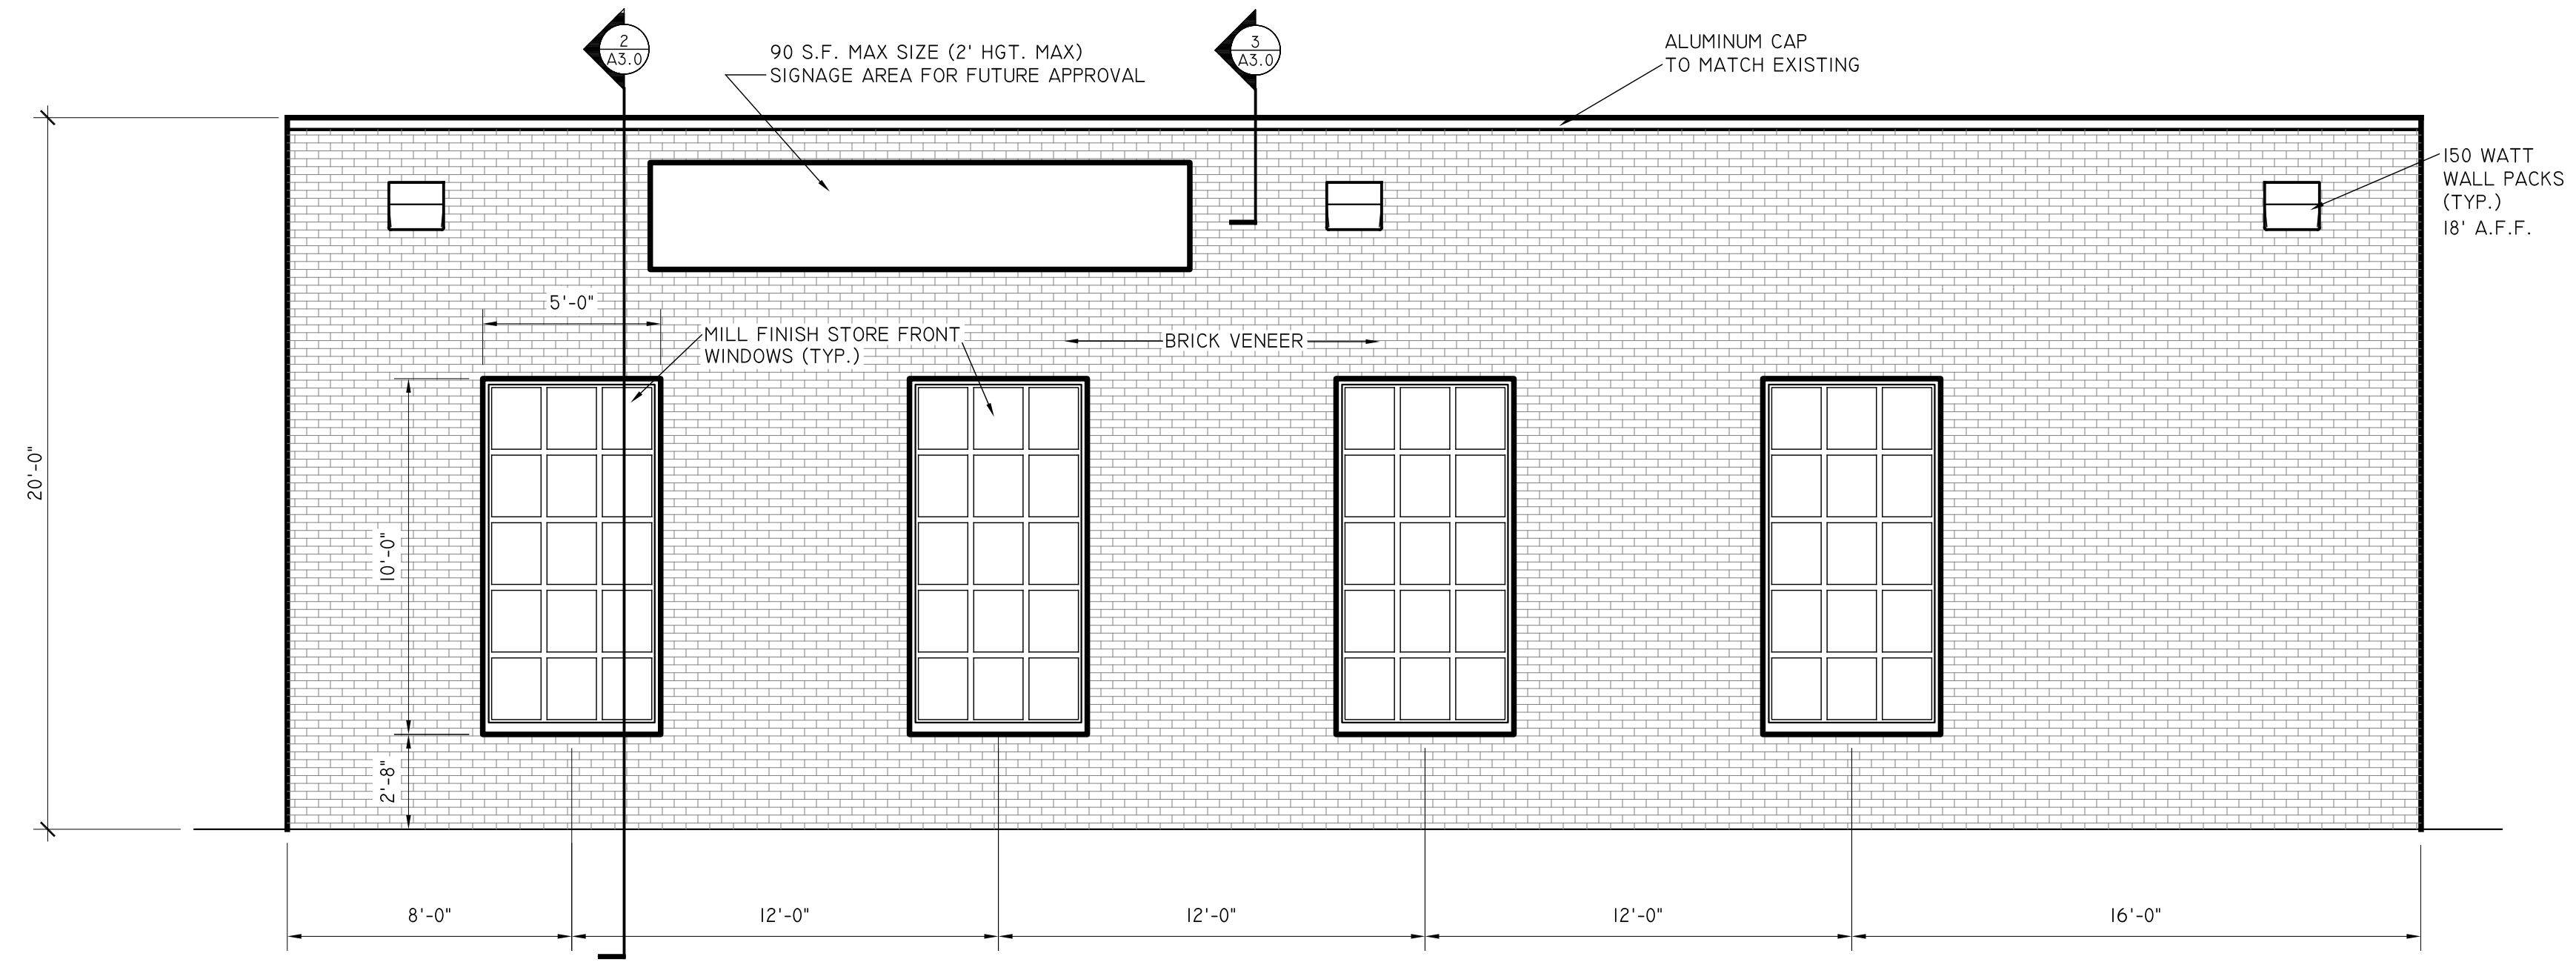 2
A3.0
90 S.F. MAX SIZE (2' HGT. MAX)
SIGNAGE AREA FOR FUTURE APPROVAL
3
A3.0
ALUMINUM CAP
TO MATCH EXISTING
150 WATT
WALL PACKS
(TYP.)
18' A.F.F.
5'-0"
MILL FINISH STORE FRONT
WINDOWS (TYP.)
BRICK VENEER
20'-0"
10'-0"
2'-8"
8'-0"
12'-0"
12'-0"
12'-0"
16'-0"